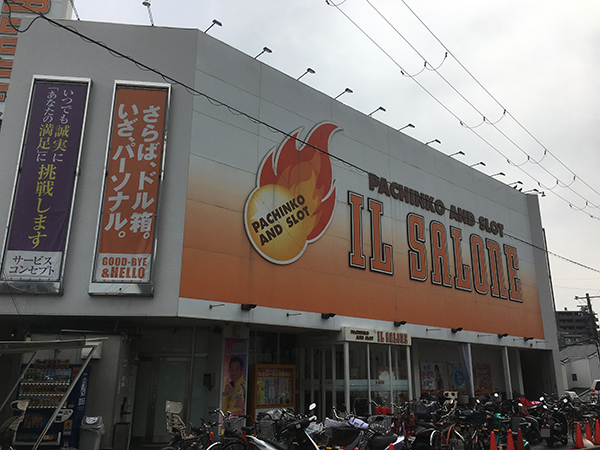 いつでも誠実に
「あなたの満足」に
挑戦します
サービス
コンセプト
さらば、ドル箱。
いざ、パーソナル。
GOOD-BYE
&HELLO
PACHINKO
AND SLOT
PACHINKO AND SLOT
IL SALONE
PACHINKO AND SLOT
IL SALONE